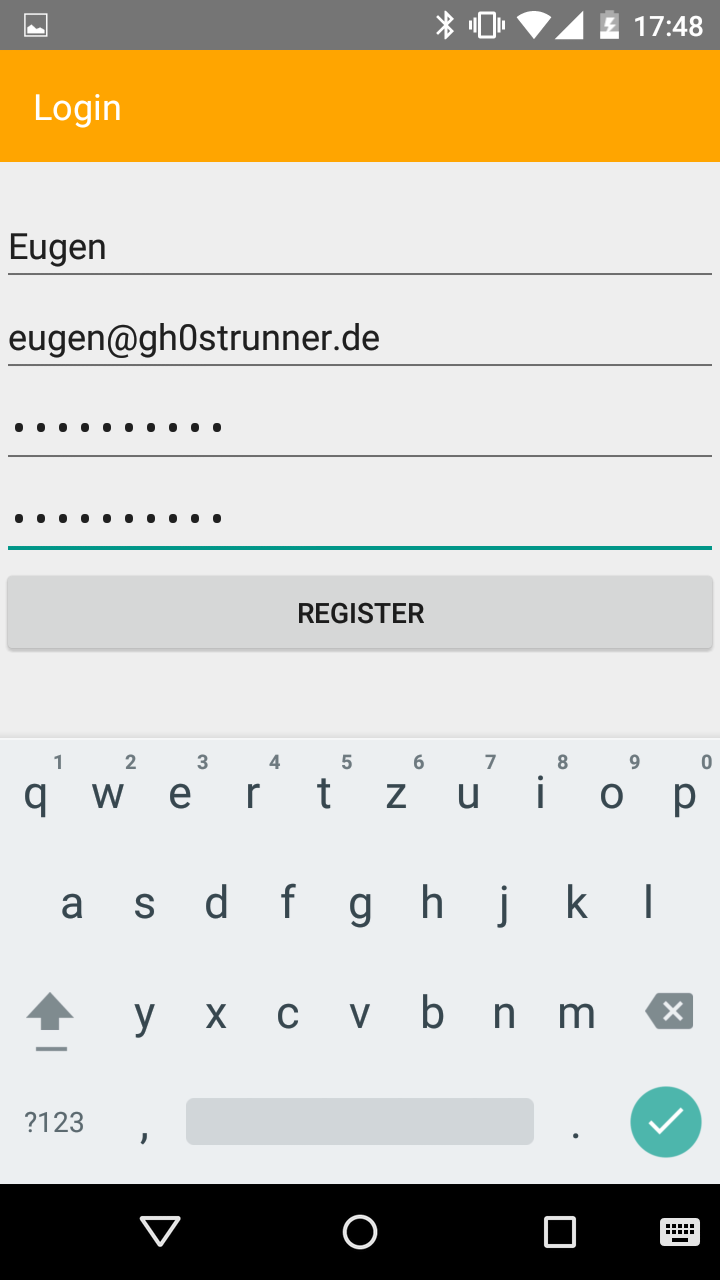 17:48
Login
Eugen
eugen@gh0strunner.de
••••••••••
••••••••••
REGISTER
1 2 3 4 5 6 7 8 9 0
q w e r t z u i o p
a s d f g h j k l
y x c v b n m
?123 , .